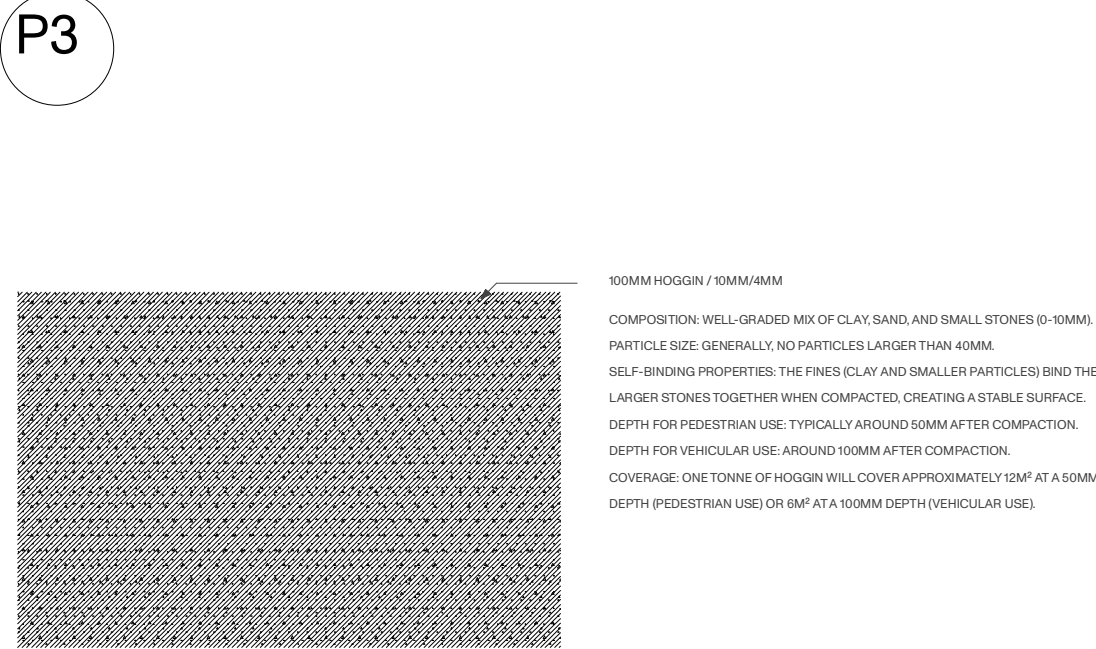 P3
100MM HOGGIN / 10MM/4MM
COMPOSITION: WELL-GRADED MIX OF CLAY, SAND, AND SMALL STONES (0-10MM).
PARTICLE SIZE: GENERALLY, NO PARTICLES LARGER THAN 40MM.
SELF-BINDING PROPERTIES: THE FINES (CLAY AND SMALLER PARTICLES) BIND THE
LARGER STONES TOGETHER WHEN COMPACTED, CREATING A STABLE SURFACE.
DEPTH FOR PEDESTRIAN USE: TYPICALLY AROUND 50MM AFTER COMPACTION.
DEPTH FOR VEHICULAR USE: AROUND 100MM AFTER COMPACTION.
COVERAGE: ONE TONNE OF HOGGIN WILL COVER APPROXIMATELY 12M² AT A 50MM
DEPTH (PEDESTRIAN USE) OR 6M² AT A 100MM DEPTH (VEHICULAR USE).